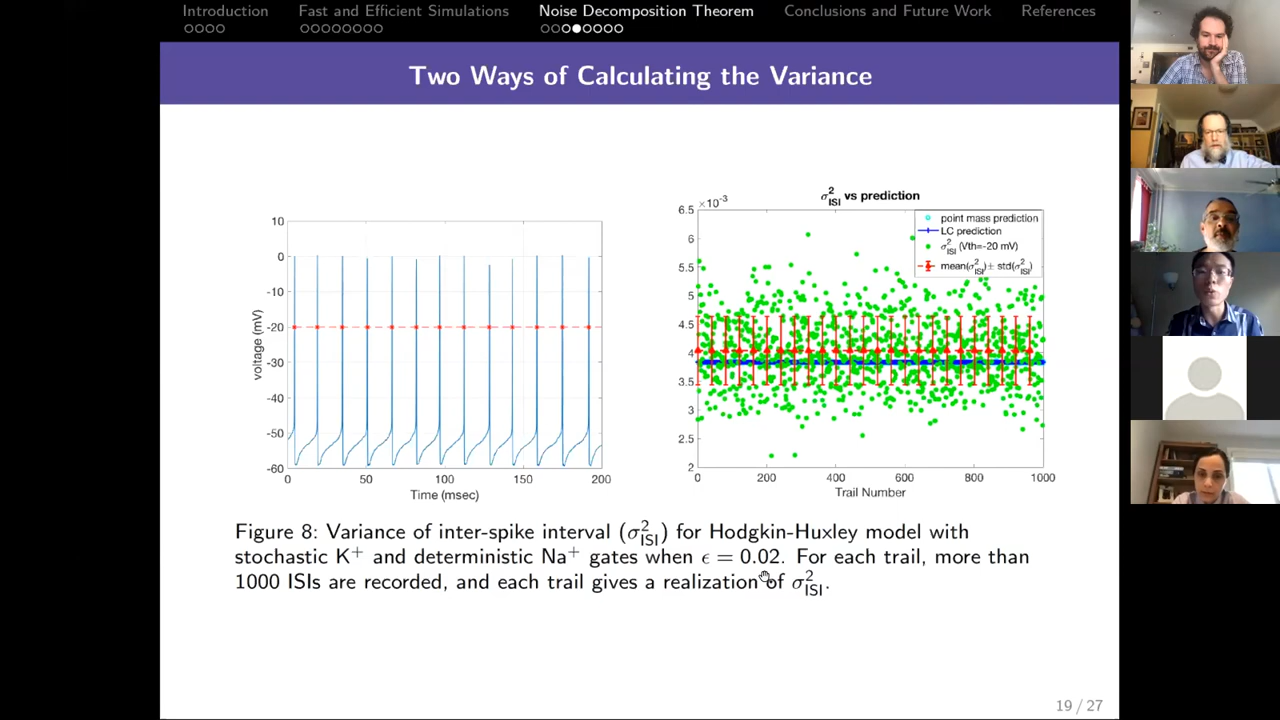 Introduction
Fast and Efficient Simulations
Noise Decomposition Theorem
Conclusions and Future Work
References
Two Ways of Calculating the Variance
10
0
-10
-20
-30
-40
-50
-60
voltage (mV)
0 50 100 150 200
Time (msec)
σ²ISI vs prediction
×10⁻³
6.5
6
5.5
5
4.5
4
3.5
3
2.5
2
point mass prediction
LC prediction
σ²ISI (Vth=-20 mV)
mean(σ²ISI)± std(σ²ISI)
0 200 400 600 800 1000
Trail Number
Figure 8: Variance of inter-spike interval (σ²ISI) for Hodgkin-Huxley model with
stochastic K⁺ and deterministic Na⁺ gates when ϵ = 0.02. For each trail, more than
1000 ISIs are recorded, and each trail gives a realization of σ²ISI.
19 / 27